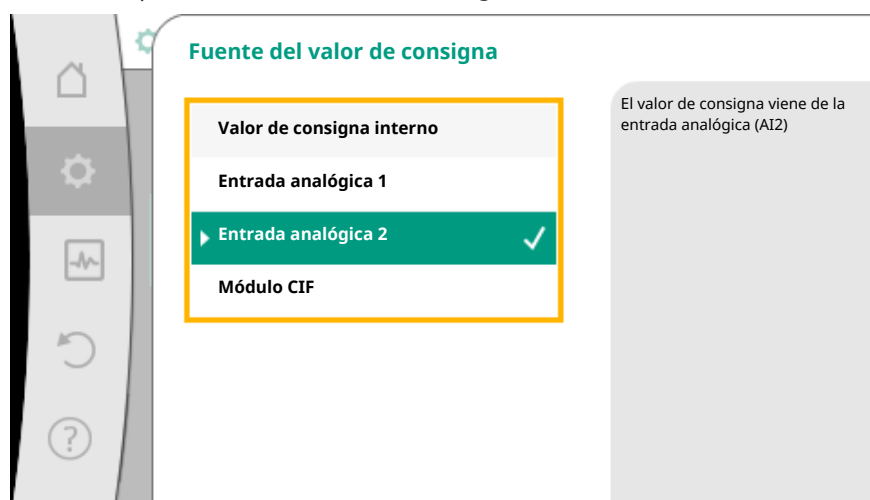 Fuente del valor de consigna
Valor de consigna interno
Entrada analógica 1
Entrada analógica 2
Módulo CIF
El valor de consigna viene de la
entrada analógica (AI2)
?